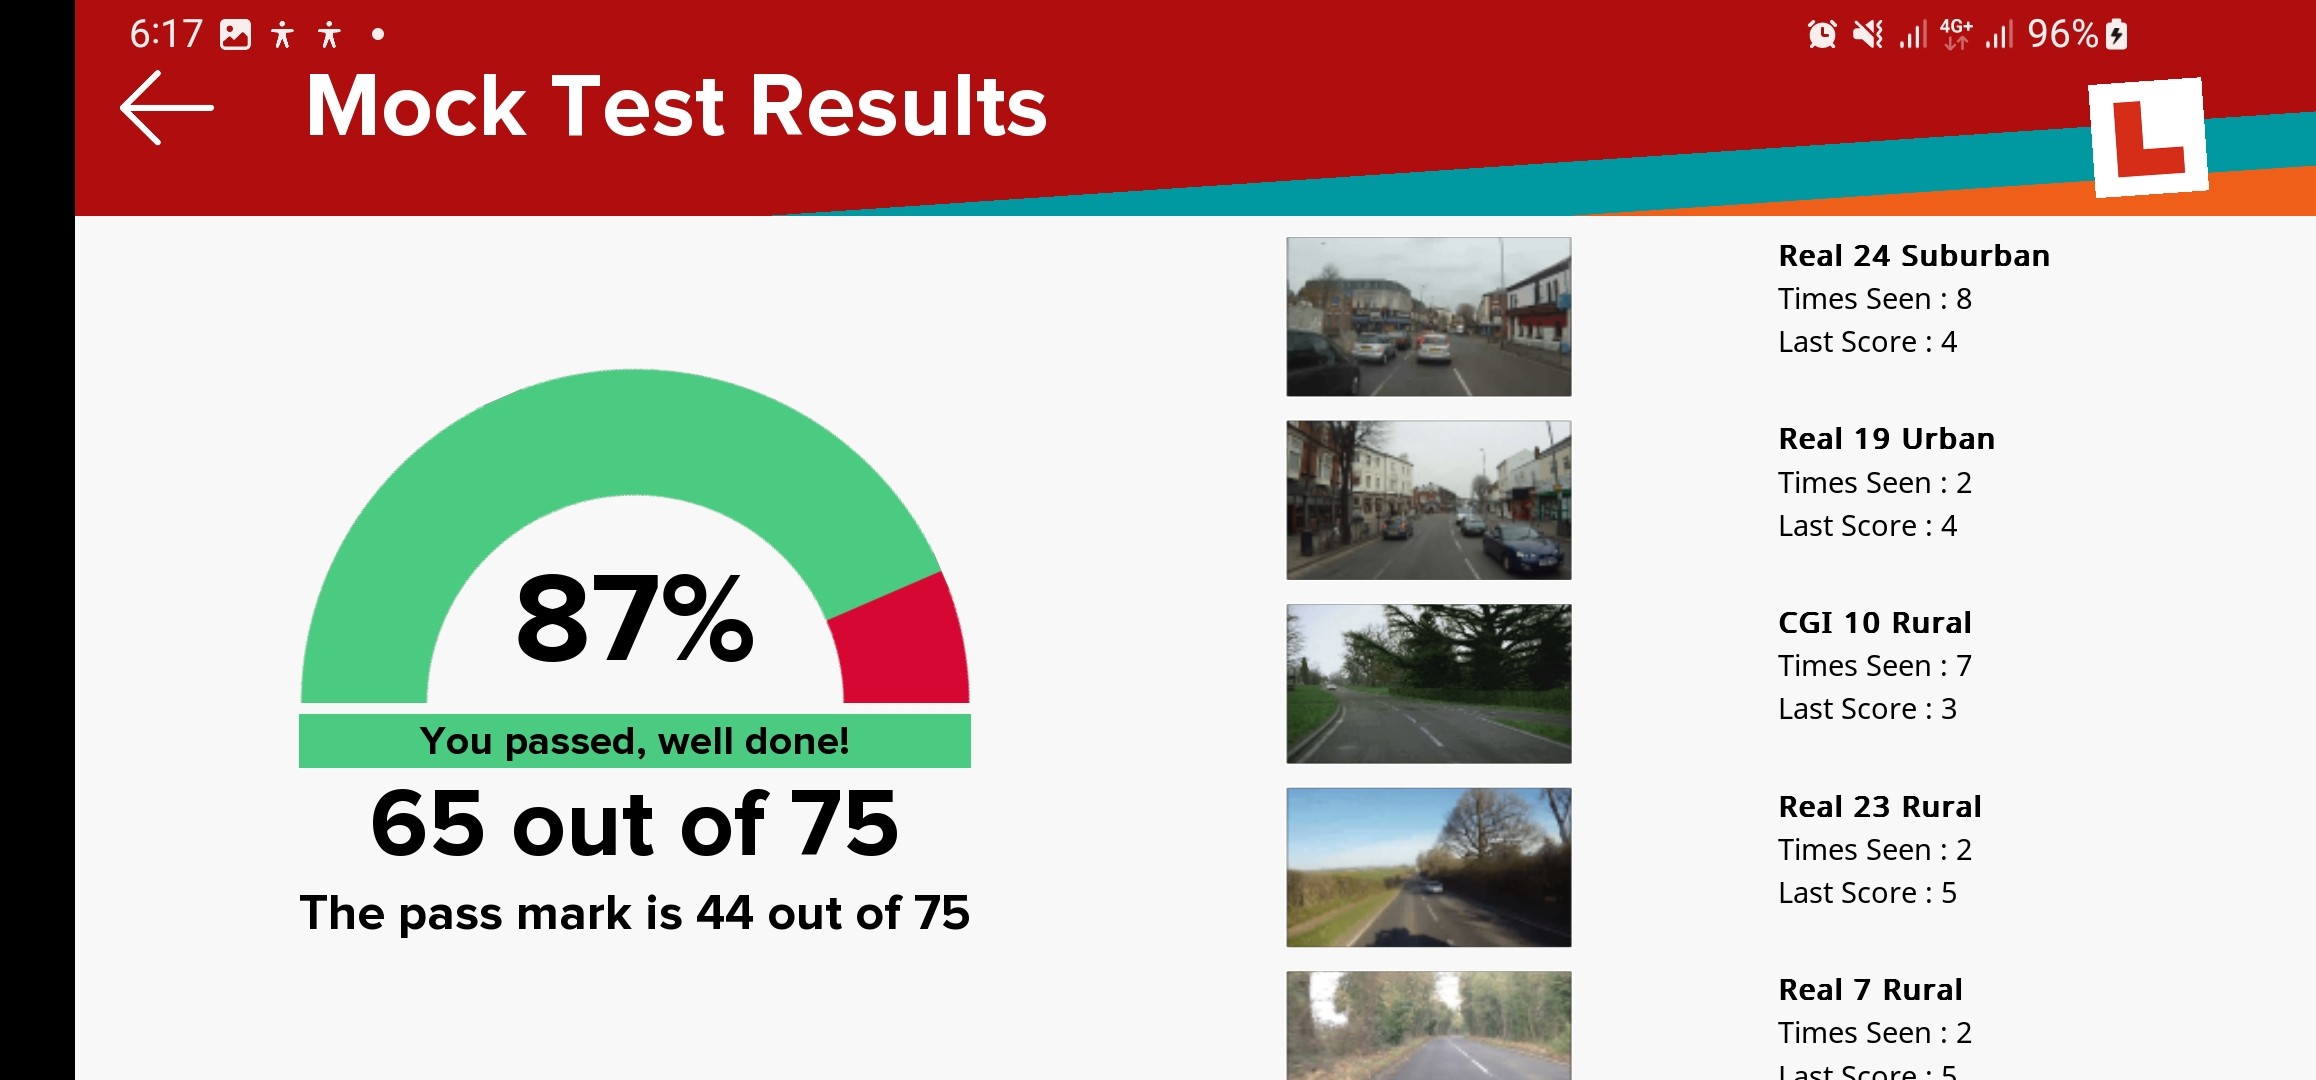 6:17
4G+
96%
Mock Test Results
L
87%
You passed, well done!
65 out of 75
The pass mark is 44 out of 75
Real 24 Suburban
Times Seen : 8
Last Score : 4
Real 19 Urban
Times Seen : 2
Last Score : 4
CGI 10 Rural
Times Seen : 7
Last Score : 3
Real 23 Rural
Times Seen : 2
Last Score : 5
Real 7 Rural
Times Seen : 2
Last Score : 5